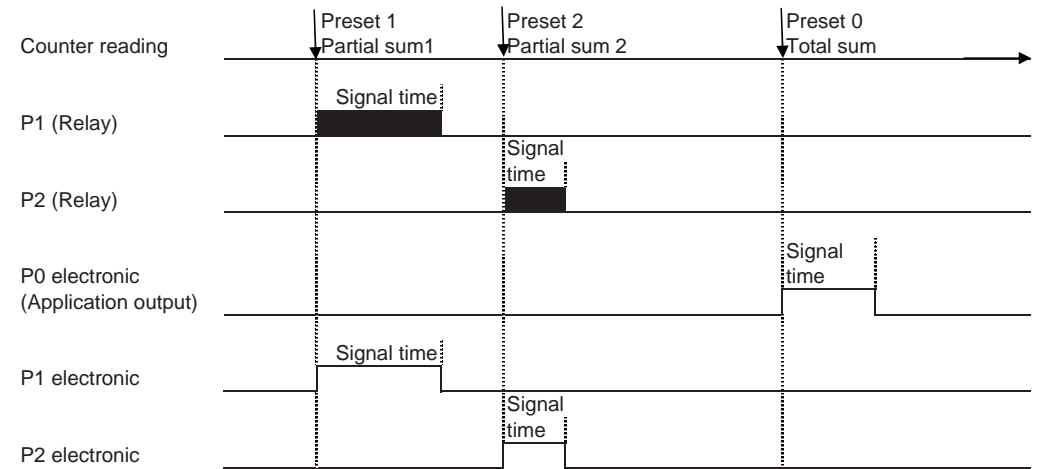 Preset 1
Preset 2
Preset 0
Counter reading
Partial sum1
Partial sum 2
Total sum
Signal time
P1 (Relay)
Signal
time
P2 (Relay)
Signal
time
P0 electronic
(Application output)
Signal time
P1 electronic
Signal
time
P2 electronic